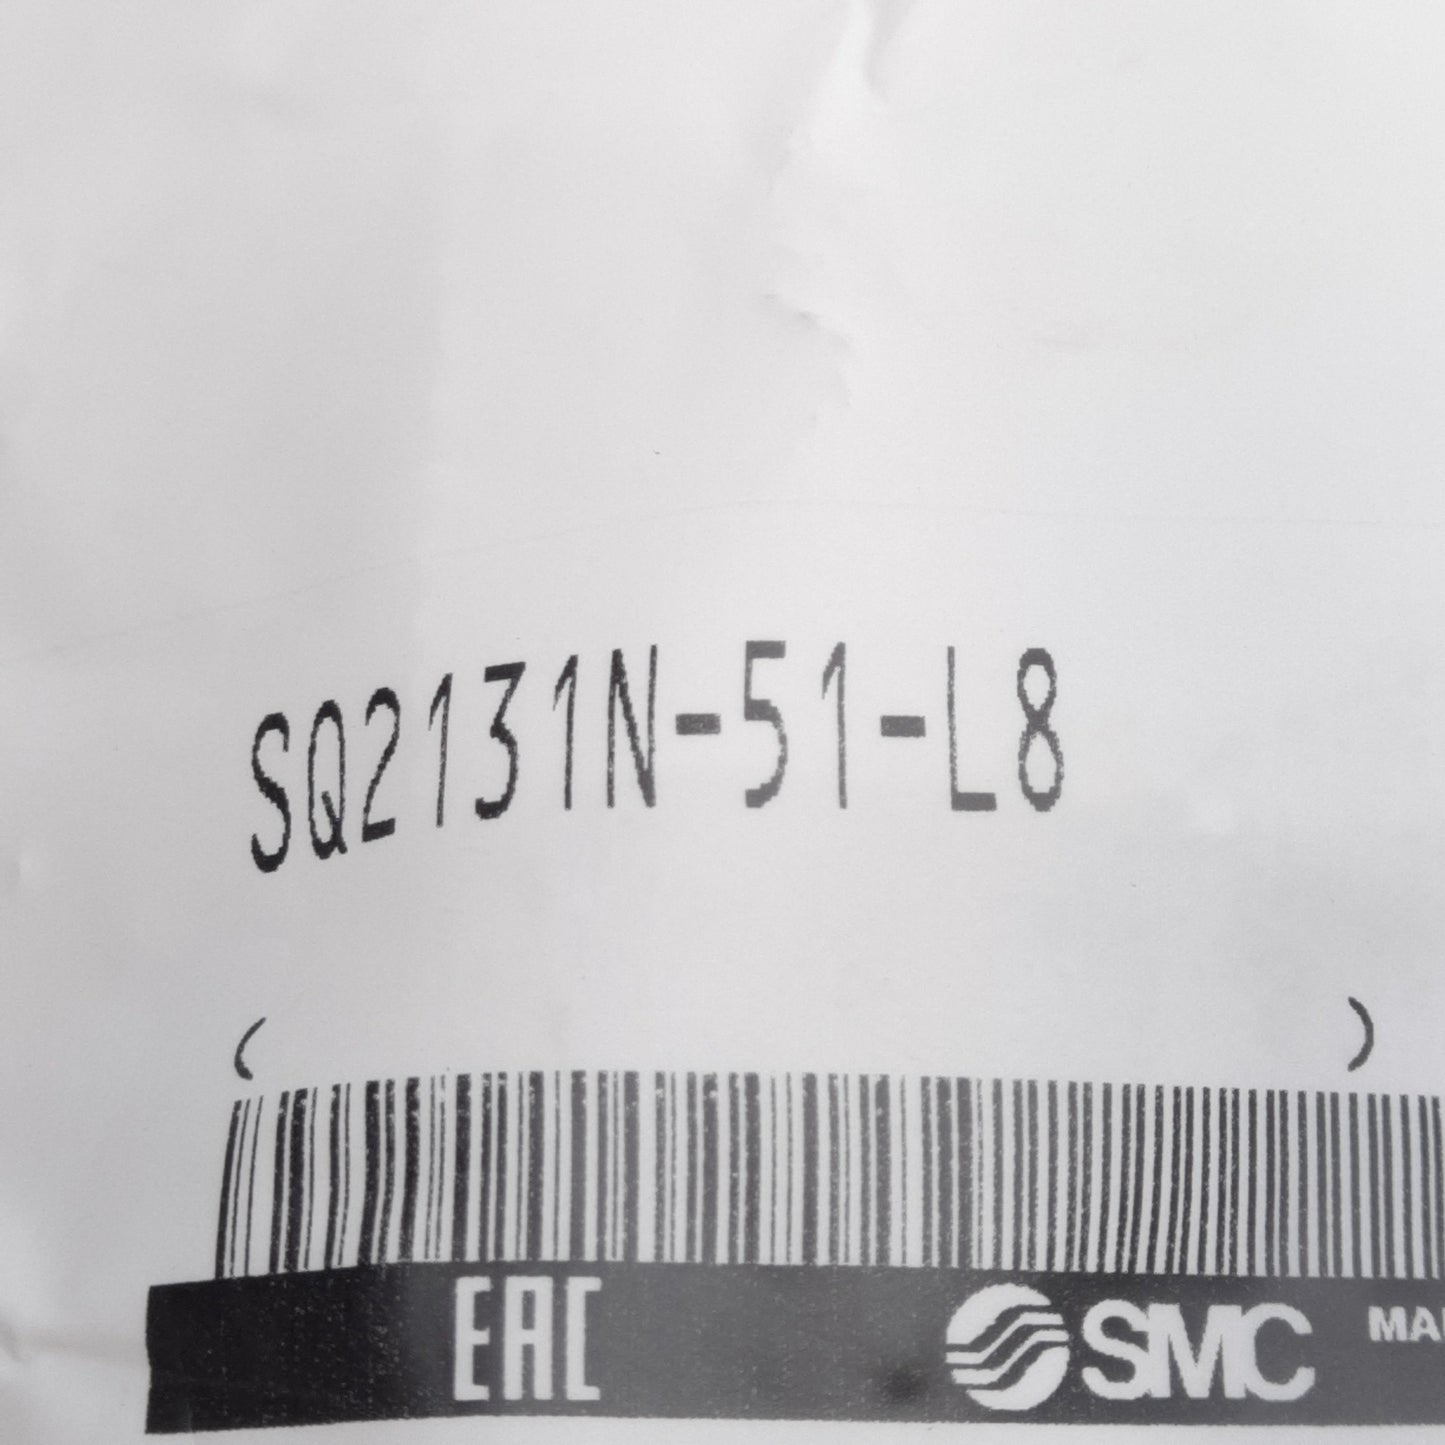 SQ2131N-51-L8
( )
EAC SMC